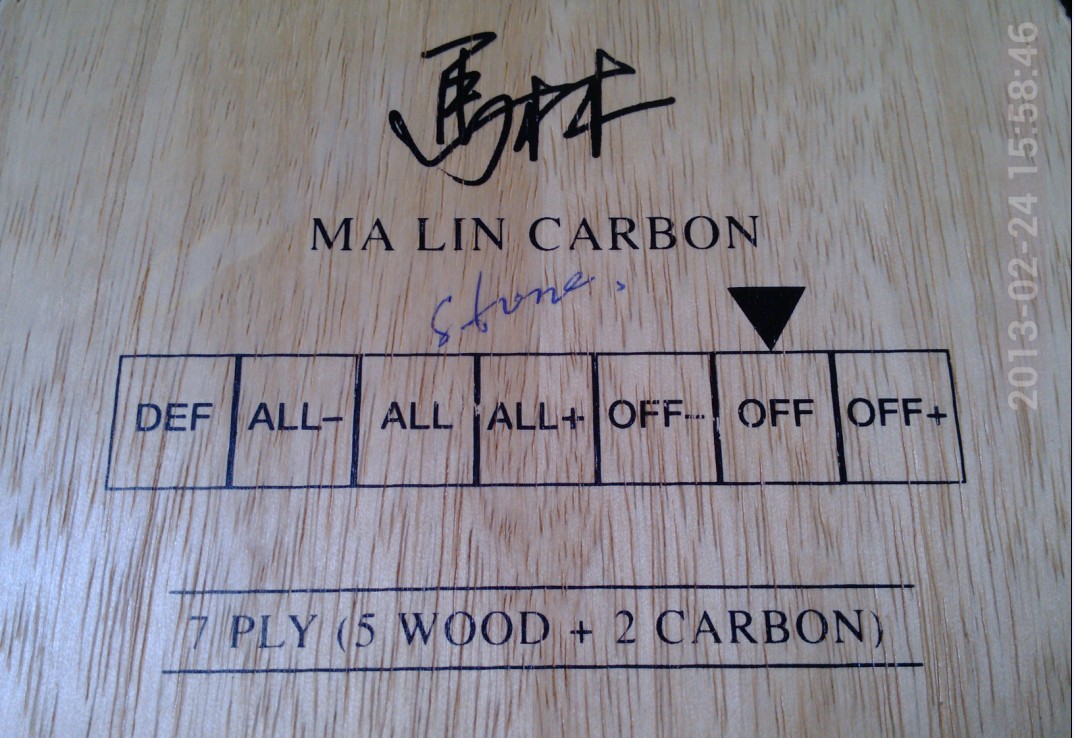 馬林
MA LIN CARBON
Stone.
DEF ALL- ALL ALL+ OFF- OFF OFF+
7 PLY (5 WOOD + 2 CARBON)
2013-02-24 15:58:46